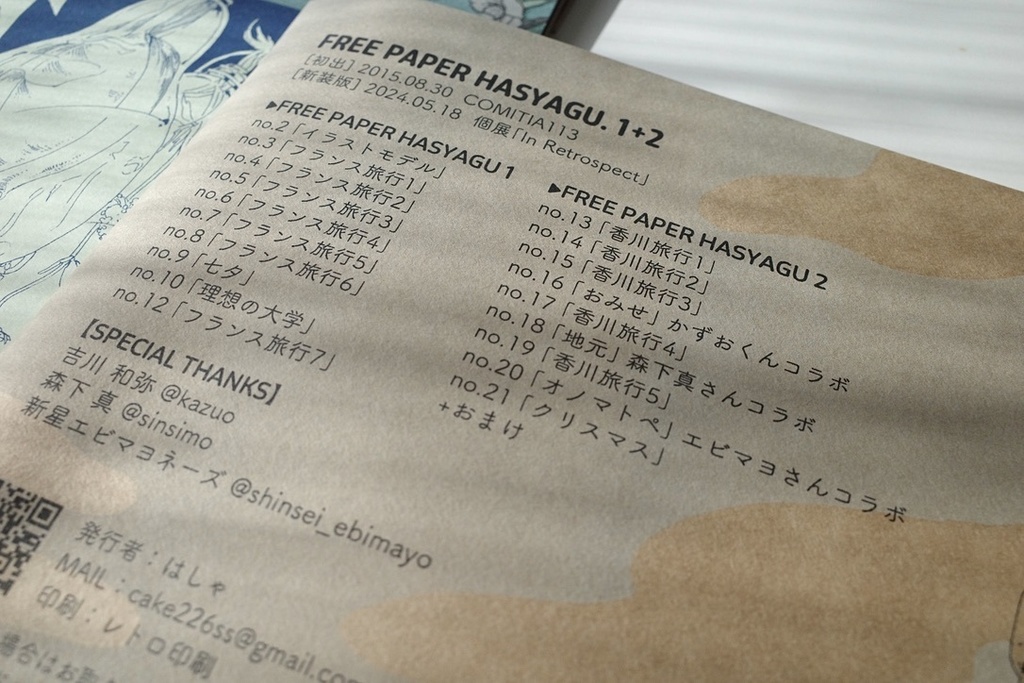 FREE PAPER HASYAGU. 1+2
[初出] 2015.08.30 COMITIA113
[新装版] 2024.05.18 個展「In Retrospect」
▶FREE PAPER HASYAGU 1
no.2「イラストモデル」
no.3「フランス旅行1」
no.4「フランス旅行2」
no.5「フランス旅行3」
no.6「フランス旅行4」
no.7「フランス旅行5」
no.8「フランス旅行6」
no.9「七夕」
no.10「理想の大学」
no.12「フランス旅行7」
▶FREE PAPER HASYAGU 2
no.13「香川旅行1」
no.14「香川旅行2」
no.15「香川旅行3」
no.16「おみせ」かずおくんコラボ
no.17「香川旅行4」
no.18「地元」森下真さんコラボ
no.19「香川旅行5」
no.20「オノマトペ」エビマヨさんコラボ
no.21「クリスマス」
+おまけ
【SPECIAL THANKS】
吉川 和弥 @kazuo
森下 真 @sinsimo
新星エビマヨネーズ @shinsei_ebimayo
発行者：はしゃ
MAIL：cake226ss@gmail.com
印刷：レトロ印刷
場合はお